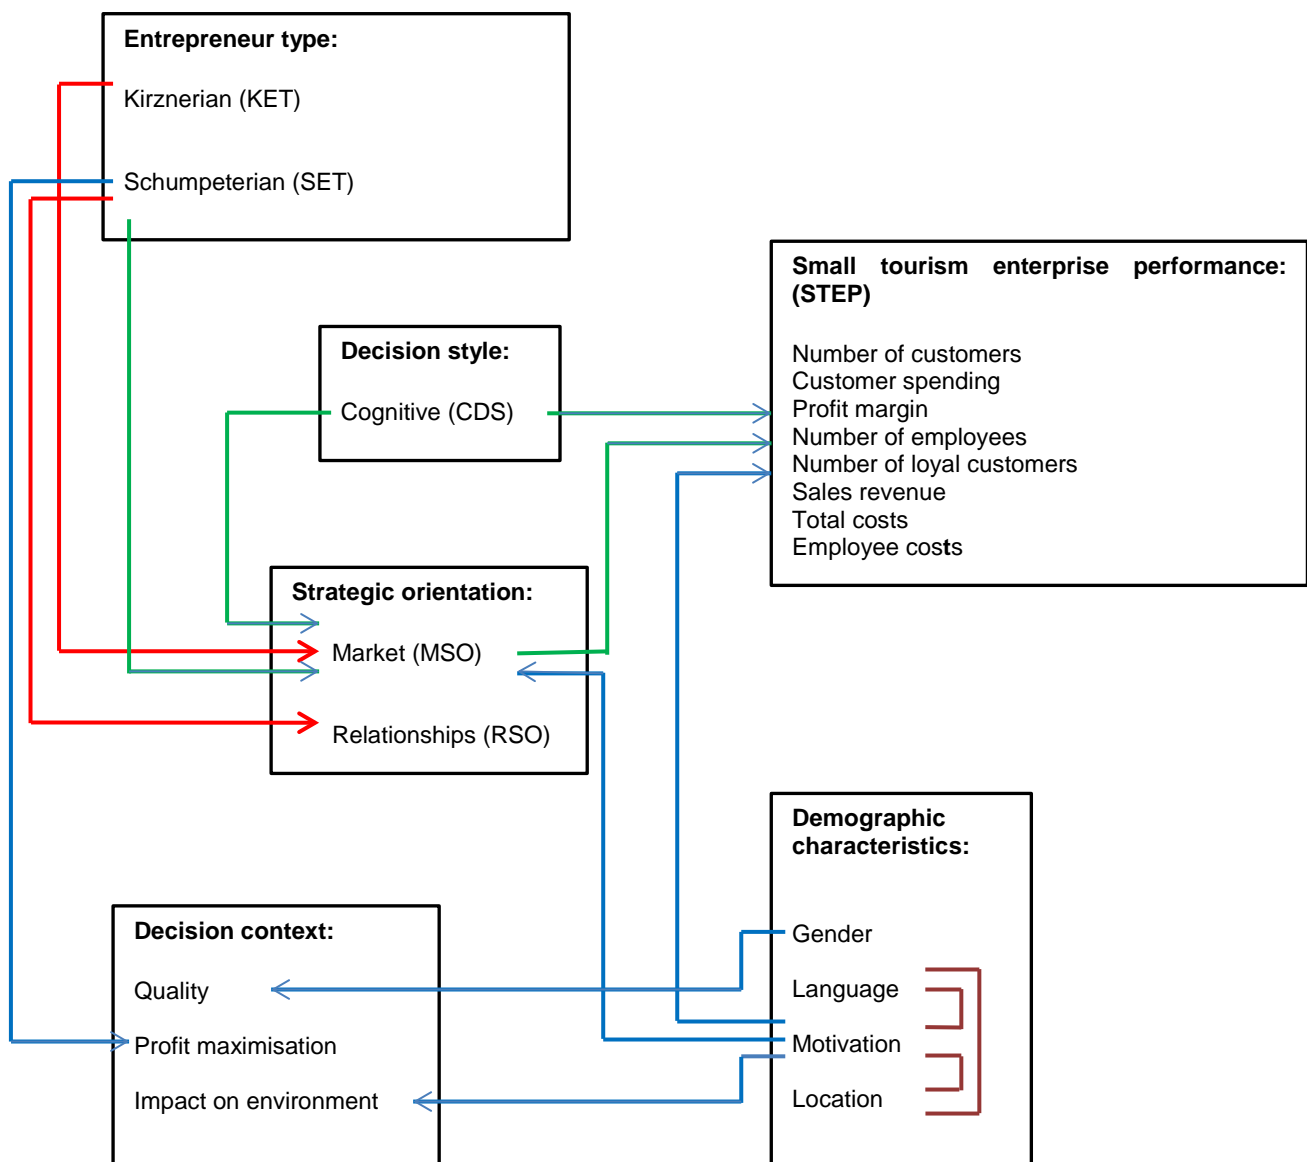 Entrepreneur type:
Kirznerian (KET)
Schumpeterian (SET)
Small tourism enterprise performance:
(STEP)
Number of customers
Customer spending
Profit margin
Number of employees
Number of loyal customers
Sales revenue
Total costs
Employee costs
Decision style:
Cognitive (CDS)
Strategic orientation:
Market (MSO)
Relationships (RSO)
Demographic
characteristics:
Gender
Language
Motivation
Location
Decision context:
Quality
Profit maximisation
Impact on environment